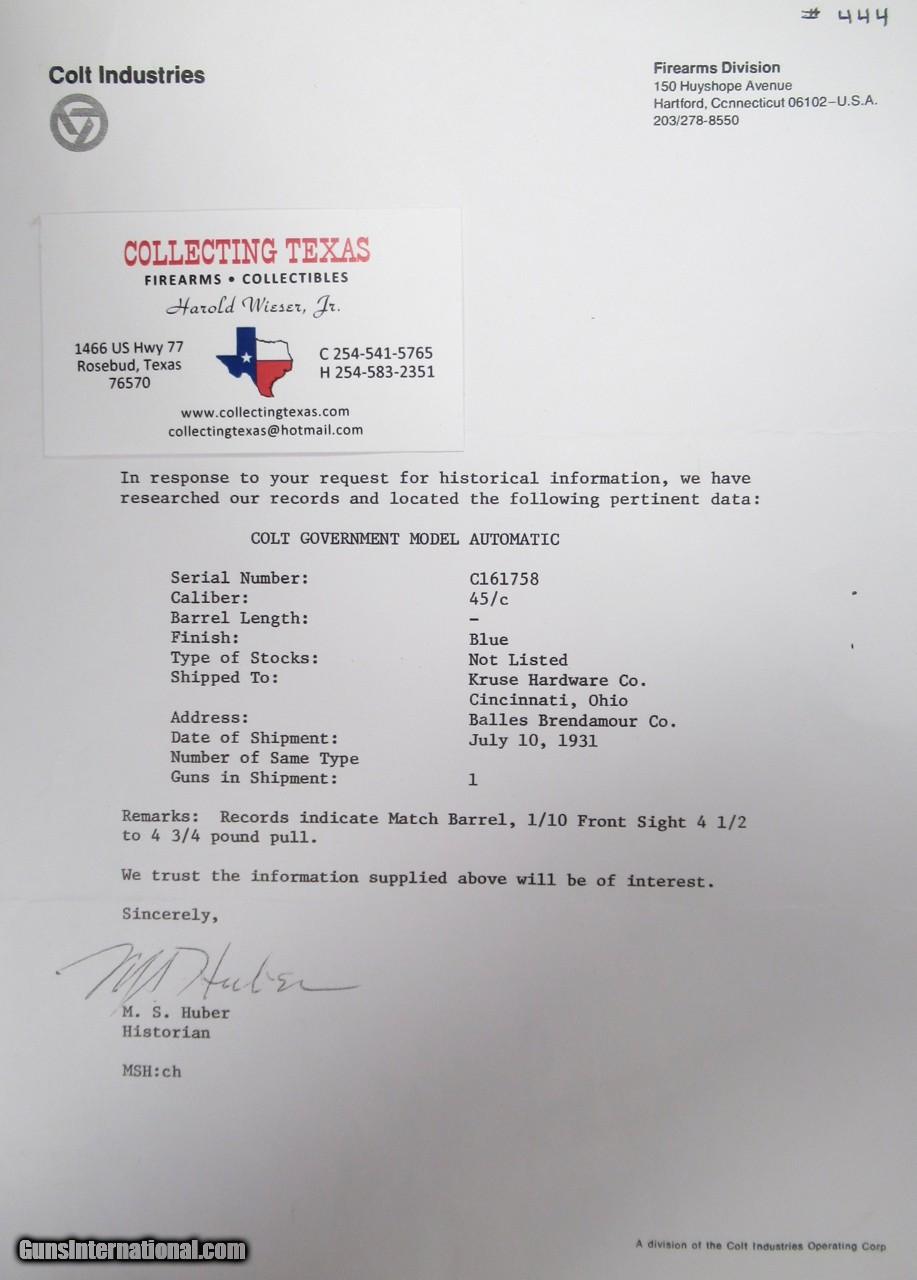 # 444
Colt Industries
Firearms Division
150 Huyshope Avenue
Hartford, Connecticut 06102–U.S.A.
203/278-8550
COLLECTING TEXAS
FIREARMS • COLLECTIBLES
Harold Wieser, Jr.
1466 US Hwy 77
Rosebud, Texas
76570
C 254-541-5765
H 254-583-2351
www.collectingtexas.com
collectingtexas@hotmail.com
In response to your request for historical information, we have
researched our records and located the following pertinent data:
COLT GOVERNMENT MODEL AUTOMATIC
Serial Number: C161758
Caliber: 45/c
Barrel Length: –
Finish: Blue
Type of Stocks: Not Listed
Shipped To: Kruse Hardware Co.
Cincinnati, Ohio
Address: Balles Brendamour Co.
Date of Shipment: July 10, 1931
Number of Same Type
Guns in Shipment: 1
Remarks: Records indicate Match Barrel, 1/10 Front Sight 4 1/2
to 4 3/4 pound pull.
We trust the information supplied above will be of interest.
Sincerely,
MS Huber
M. S. Huber
Historian
MSH:ch
A division of the Colt Industries Operating Corp
GunsInternational.com